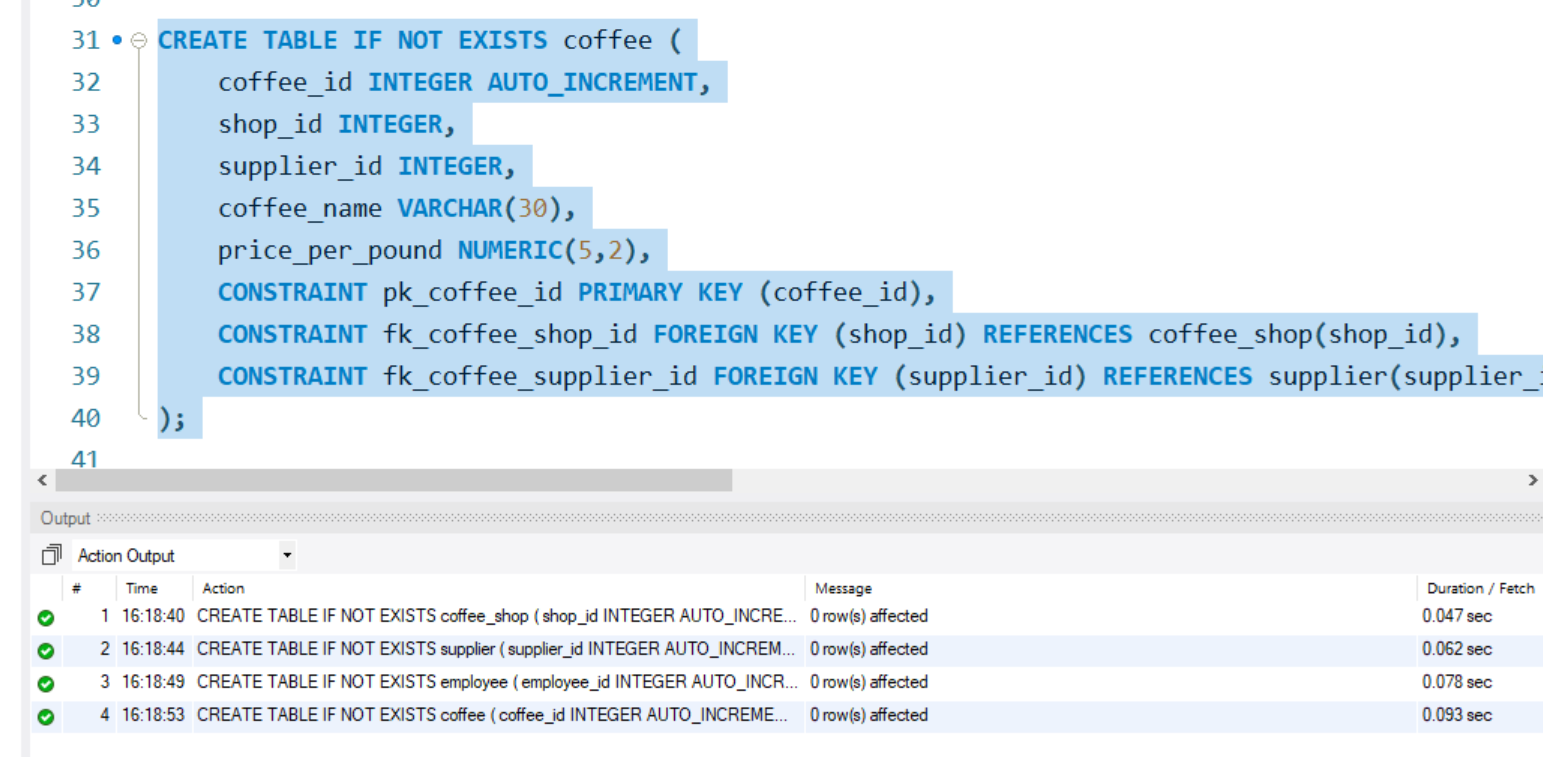 31 CREATE TABLE IF NOT EXISTS coffee (
32 coffee_id INTEGER AUTO_INCREMENT,
33 shop_id INTEGER,
34 supplier_id INTEGER,
35 coffee_name VARCHAR(30),
36 price_per_pound NUMERIC(5,2),
37 CONSTRAINT pk_coffee_id PRIMARY KEY (coffee_id),
38 CONSTRAINT fk_coffee_shop_id FOREIGN KEY (shop_id) REFERENCES coffee_shop(shop_id),
39 CONSTRAINT fk_coffee_supplier_id FOREIGN KEY (supplier_id) REFERENCES supplier(supplier_
40 );
41
Output
Action Output
# Time Action Message Duration / Fetch
1 16:18:40 CREATE TABLE IF NOT EXISTS coffee_shop ( shop_id INTEGER AUTO_INCRE... 0 row(s) affected 0.047 sec
2 16:18:44 CREATE TABLE IF NOT EXISTS supplier ( supplier_id INTEGER AUTO_INCREM... 0 row(s) affected 0.062 sec
3 16:18:49 CREATE TABLE IF NOT EXISTS employee ( employee_id INTEGER AUTO_INCR... 0 row(s) affected 0.078 sec
4 16:18:53 CREATE TABLE IF NOT EXISTS coffee ( coffee_id INTEGER AUTO_INCREME... 0 row(s) affected 0.093 sec